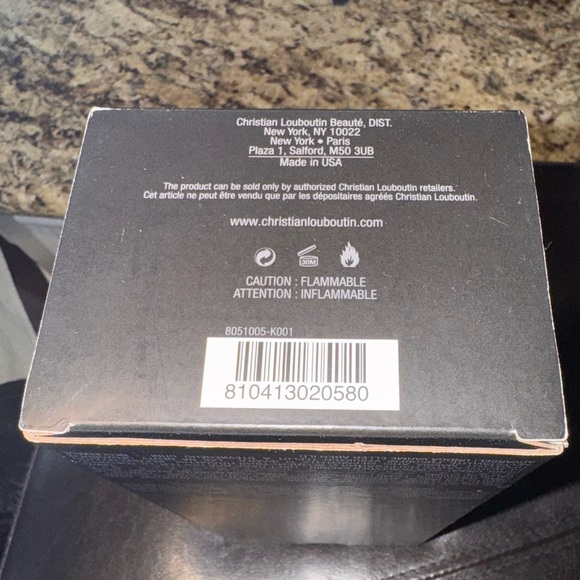 Christian Louboutin Beauté, DIST.
New York, NY 10022
New York • Paris
Plaza 1, Salford, M50 3UB
Made in USA
The product can be sold only by authorized Christian Louboutin retailers.
Cet article ne peut être vendu que par les dépositaires agréés Christian Louboutin.
www.christianlouboutin.com
30M
CAUTION : FLAMMABLE
ATTENTION : INFLAMMABLE
8051005-K001
810413020580